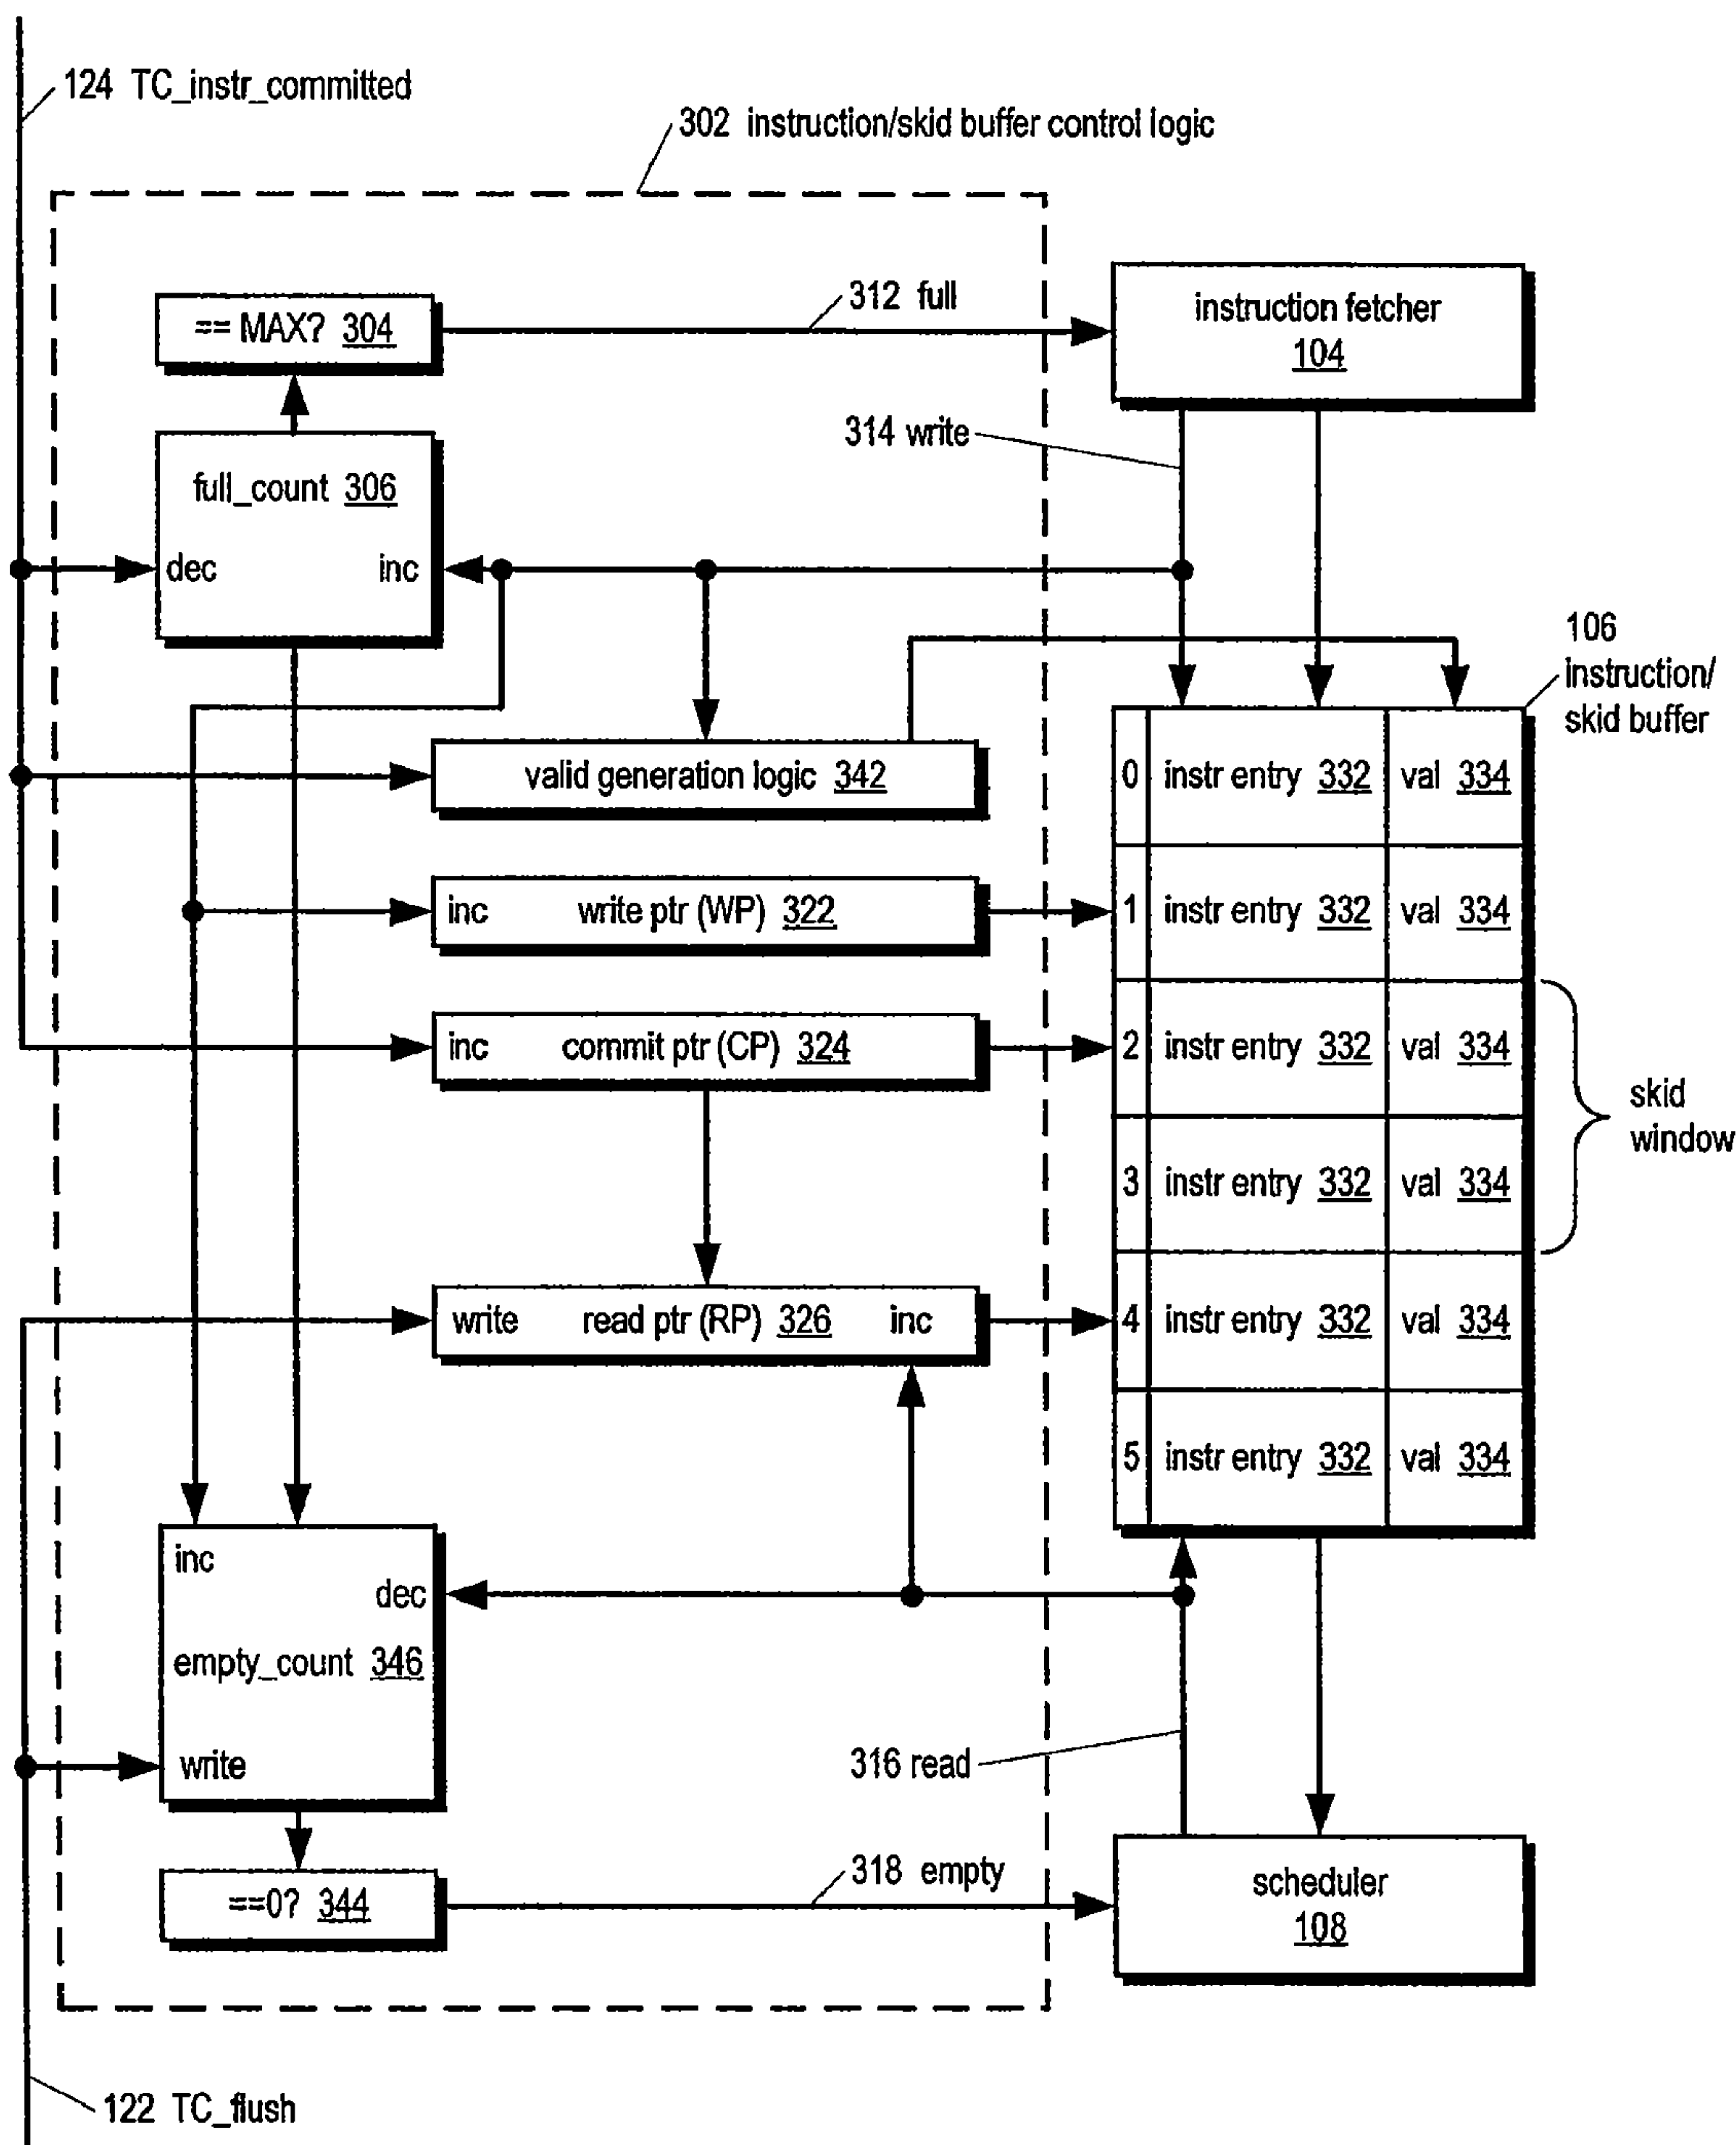 124 TC_instr_committed
302 instruction/skid buffer control logic
== MAX? 304
312 full
instruction fetcher
104
full_count 306
dec inc
314 write
106
instruction/
skid buffer
valid generation logic 342
0 instr entry 332 val 334
inc write ptr (WP) 322
1 instr entry 332 val 334
inc commit ptr (CP) 324
2 instr entry 332 val 334
skid
window
3 instr entry 332 val 334
write read ptr (RP) 326 inc
4 instr entry 332 val 334
5 instr entry 332 val 334
inc
dec
empty_count 346
write
316 read
==0? 344
318 empty
scheduler
108
122 TC_flush